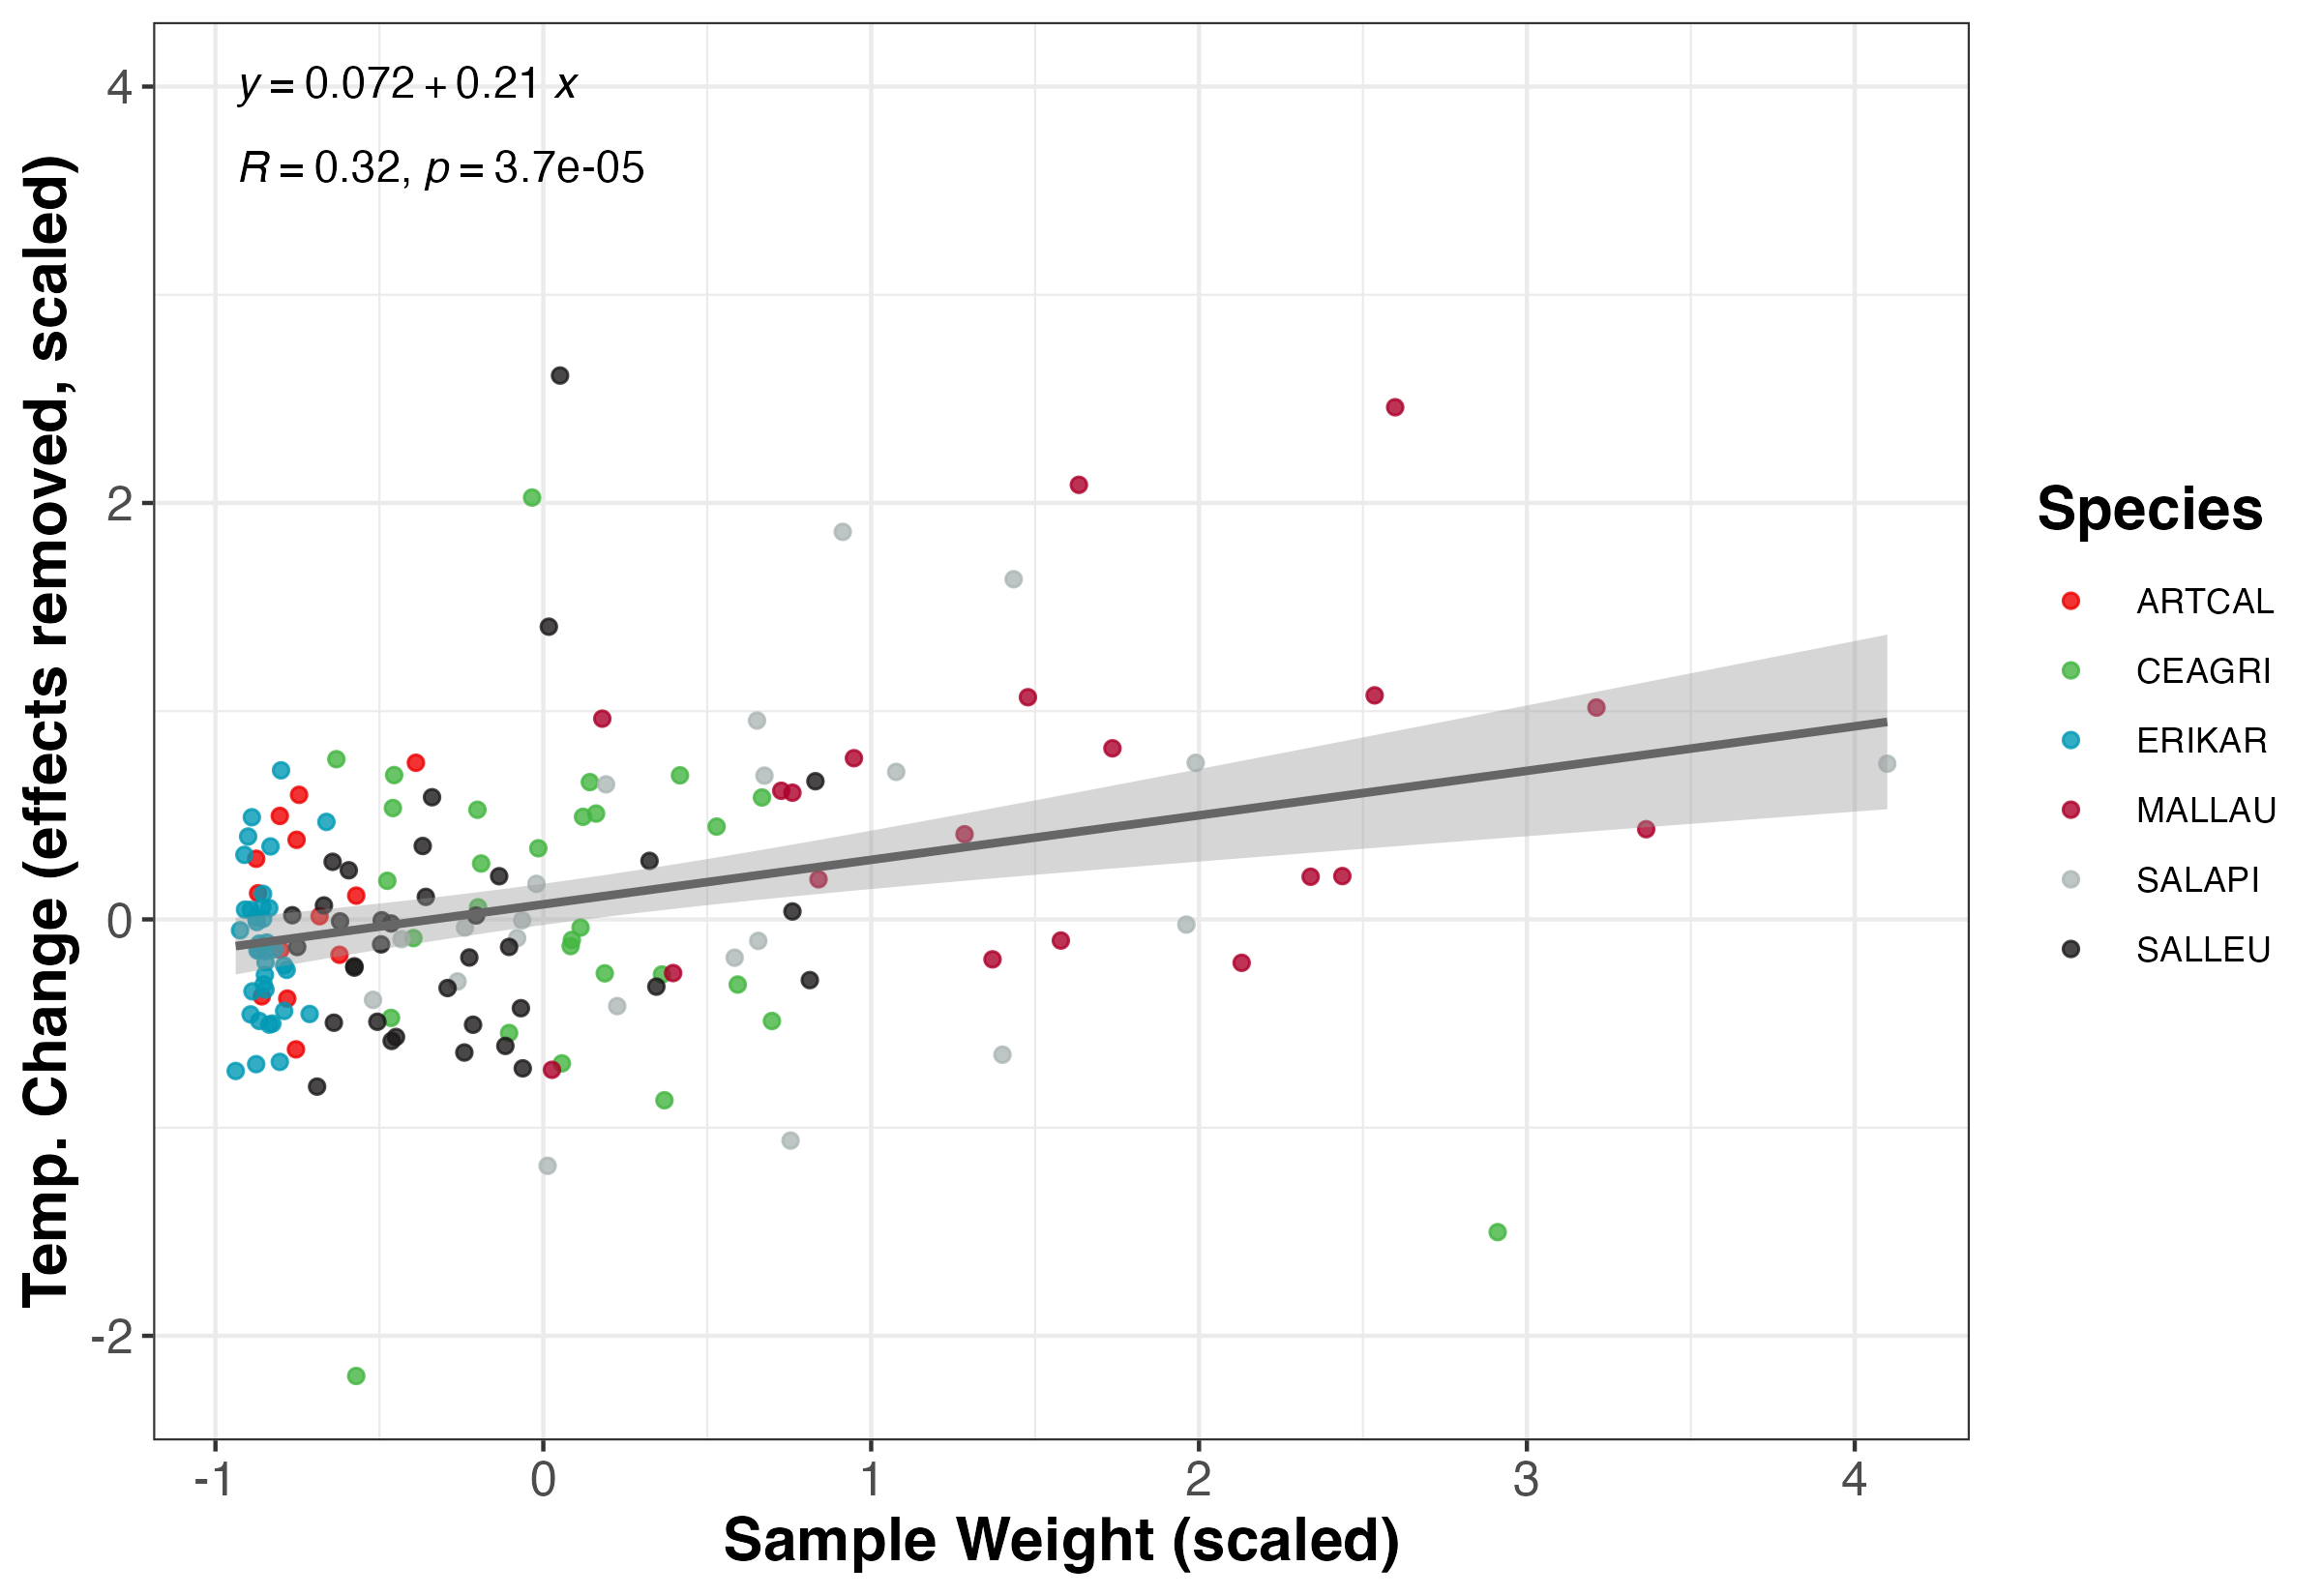 y = 0.072 + 0.21 x
R = 0.32, p = 3.7e-05
Temp. Change (effects removed, scaled)
4
2
0
-2
-1
0
1
2
3
4
Sample Weight (scaled)
Species
ARTCAL
CEAGRI
ERIKAR
MALLAU
SALAPI
SALLEU